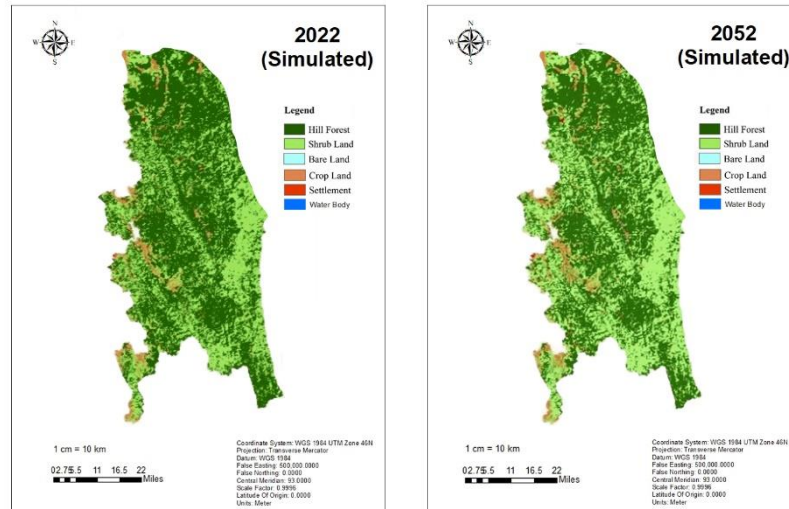 N
W E
S
2022
(Simulated)
Legend
Hill Forest
Shrub Land
Bare Land
Crop Land
Settlement
Water Body
1 cm = 10 km
02.755.5 11 16.5 22
Miles
Coordinate System: WGS 1984 UTM Zone 46N
Projection: Transverse Mercator
Datum: WGS 1984
False Easting: 500,000.0000
False Northing: 0.0000
Central Meridian: 93.0000
Scale Factor: 0.9996
Latitude Of Origin: 0.0000
Units: Meter
N
W E
S
2052
(Simulated)
Legend
Hill Forest
Shrub Land
Bare Land
Crop Land
Settlement
Water Body
1 cm = 10 km
02.755.5 11 16.5 22
Miles
Coordinate System: WGS 1984 UTM Zone 46N
Projection: Transverse Mercator
Datum: WGS 1984
False Easting: 500,000.0000
False Northing: 0.0000
Central Meridian: 93.0000
Scale Factor: 0.9996
Latitude Of Origin: 0.0000
Units: Meter